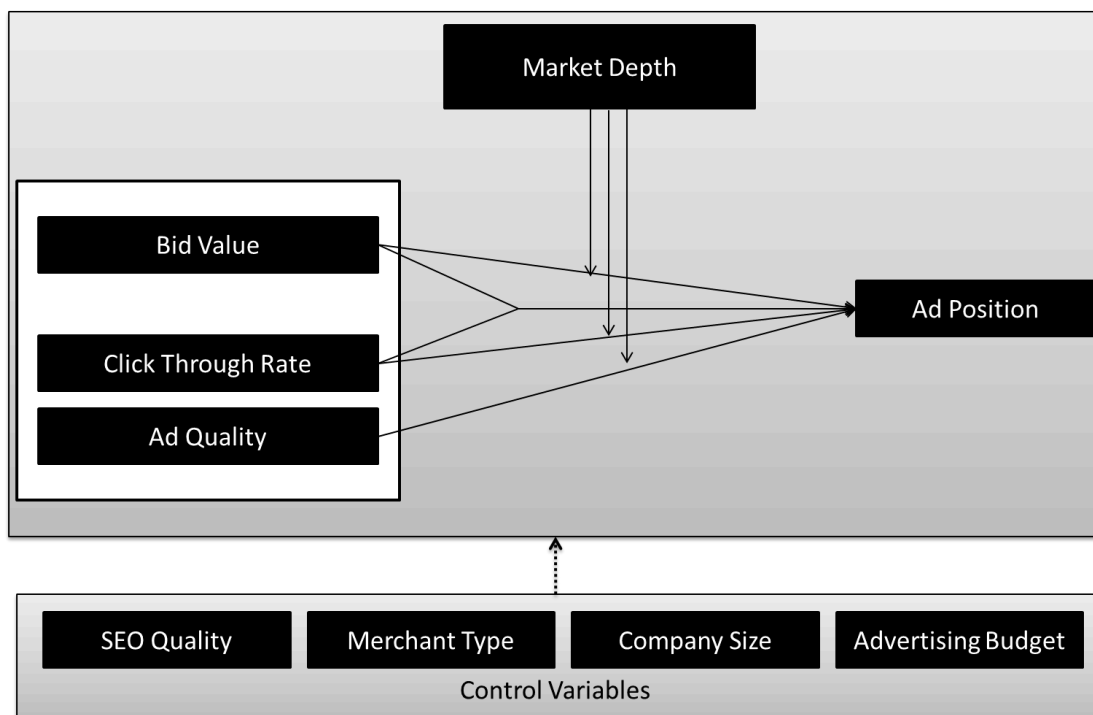 Market Depth
Bid Value
Click Through Rate
Ad Quality
Ad Position
SEO Quality
Merchant Type
Company Size
Advertising Budget
Control Variables